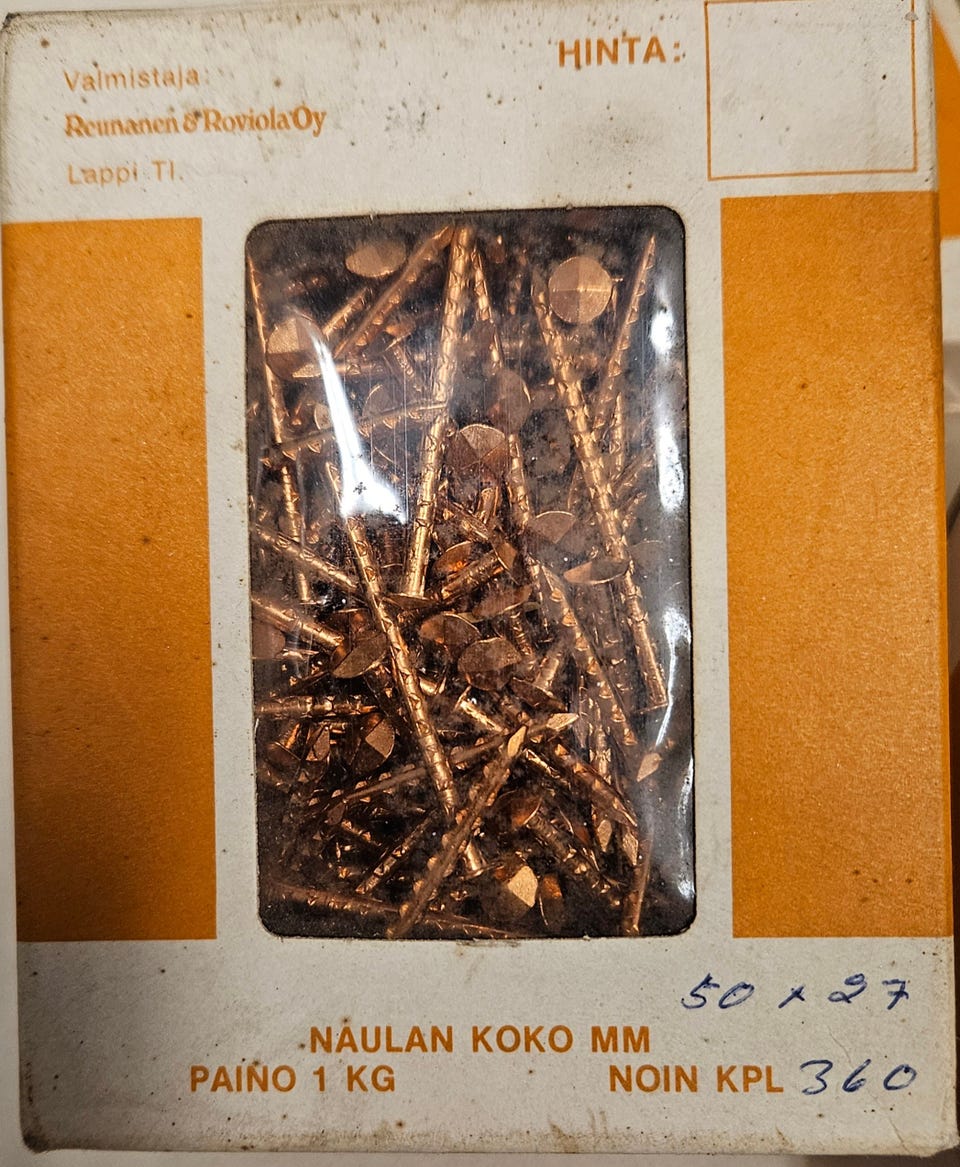 Valmistaja:
Reunanen & Roviola Oy
Lappi Tl.
HINTA:
50 x 27
NAULAN KOKO MM
PAINO 1 KG
NOIN KPL 360